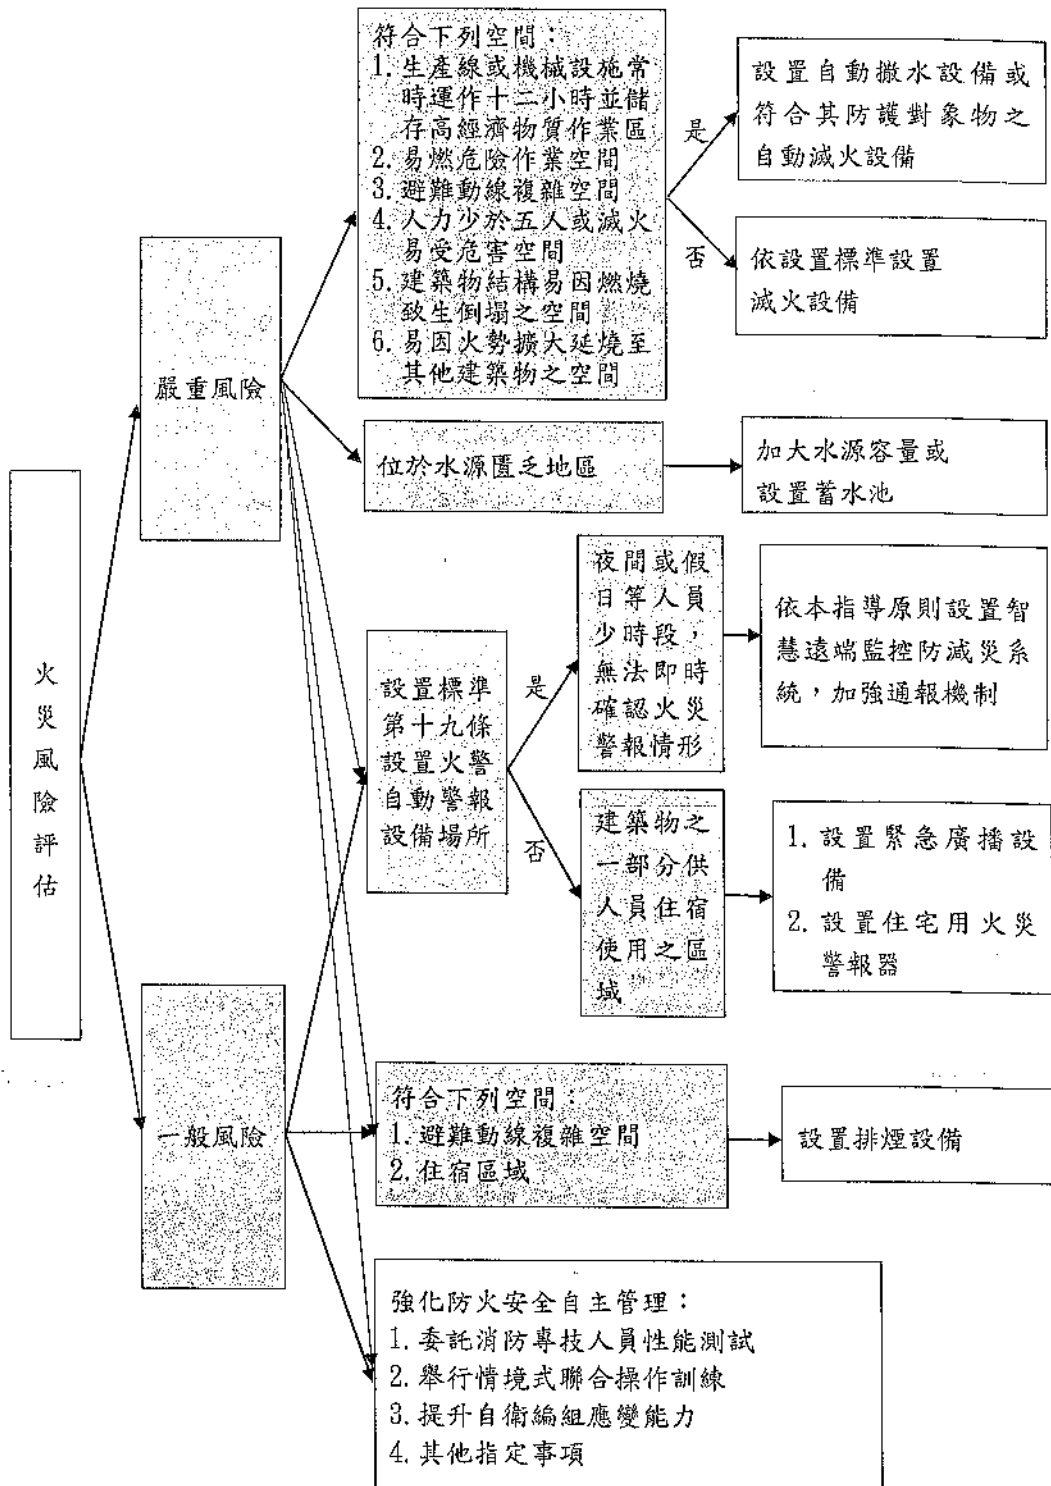 火災風險評估
嚴重風險
一般風險
符合下列空間：
1. 生產線或機械設施常
時運作十二小時並儲
存高經濟物質作業區
2. 易燃危險作業空間
3. 避難動線複雜空間
4. 人力少於五人或滅火
易受危害空間
5. 建築物結構易因燃燒
致生倒塌之空間
6. 易因火勢擴大延燒至
其他建築物之空間
是
設置自動撒水設備或
符合其防護對象物之
自動滅火設備
否
依設置標準設置
滅火設備
位於水源匱乏地區
加大水源容量或
設置蓄水池
設置標準
第十九條
設置火警
自動警報
設備場所
是
夜間或假
日等人員
少時段，
無法即時
確認火災
警報情形
依本指導原則設置智
慧遠端監控防減災系
統，加強通報機制
否
建築物之
一部分供
人員住宿
使用之區
域
1. 設置緊急廣播設
備
2. 設置住宅用火災
警報器
符合下列空間：
1. 避難動線複雜空間
2. 住宿區域
設置排煙設備
強化防火安全自主管理：
1. 委託消防專技人員性能測試
2. 舉行情境式聯合操作訓練
3. 提升自衛編組應變能力
4. 其他指定事項